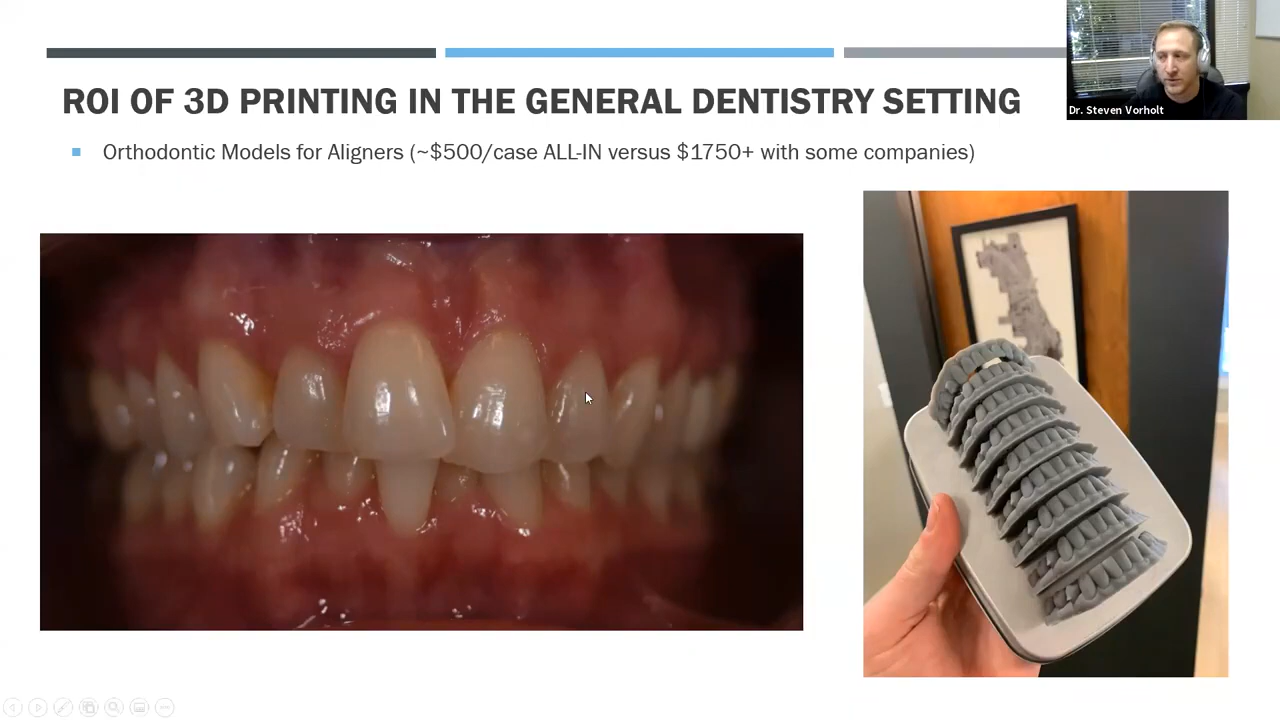 ROI OF 3D PRINTING IN THE GENERAL DENTISTRY SETTING
Orthodontic Models for Aligners (~$500/case ALL-IN versus $1750+ with some companies)
Dr. Steven Vorholt